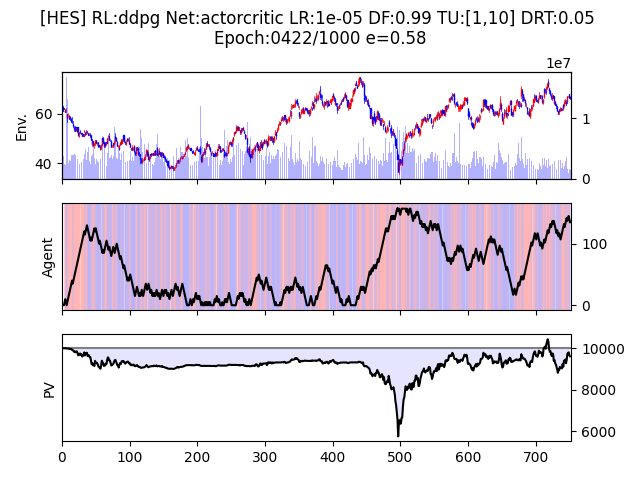 [HES] RL:ddpg Net:actorcritic LR:1e-05 DF:0.99 TU:[1,10] DRT:0.05
Epoch:0422/1000 e=0.58
1e7
Env.
60
40
1
0
Agent
100
0
PV
10000
8000
6000
0 100 200 300 400 500 600 700